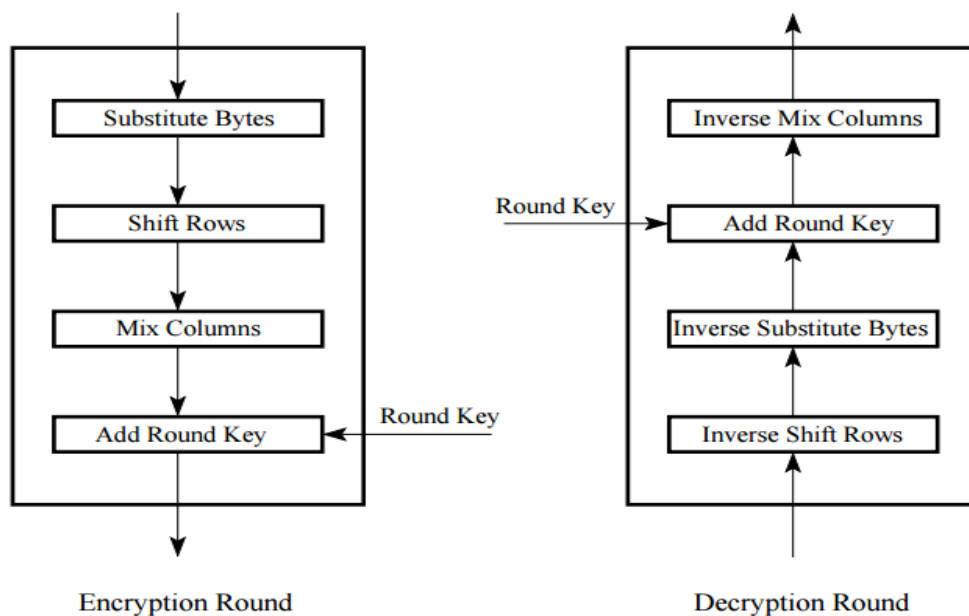 Substitute Bytes
Shift Rows
Mix Columns
Add Round Key
Round Key
Encryption Round
Inverse Mix Columns
Round Key
Add Round Key
Inverse Substitute Bytes
Inverse Shift Rows
Decryption Round